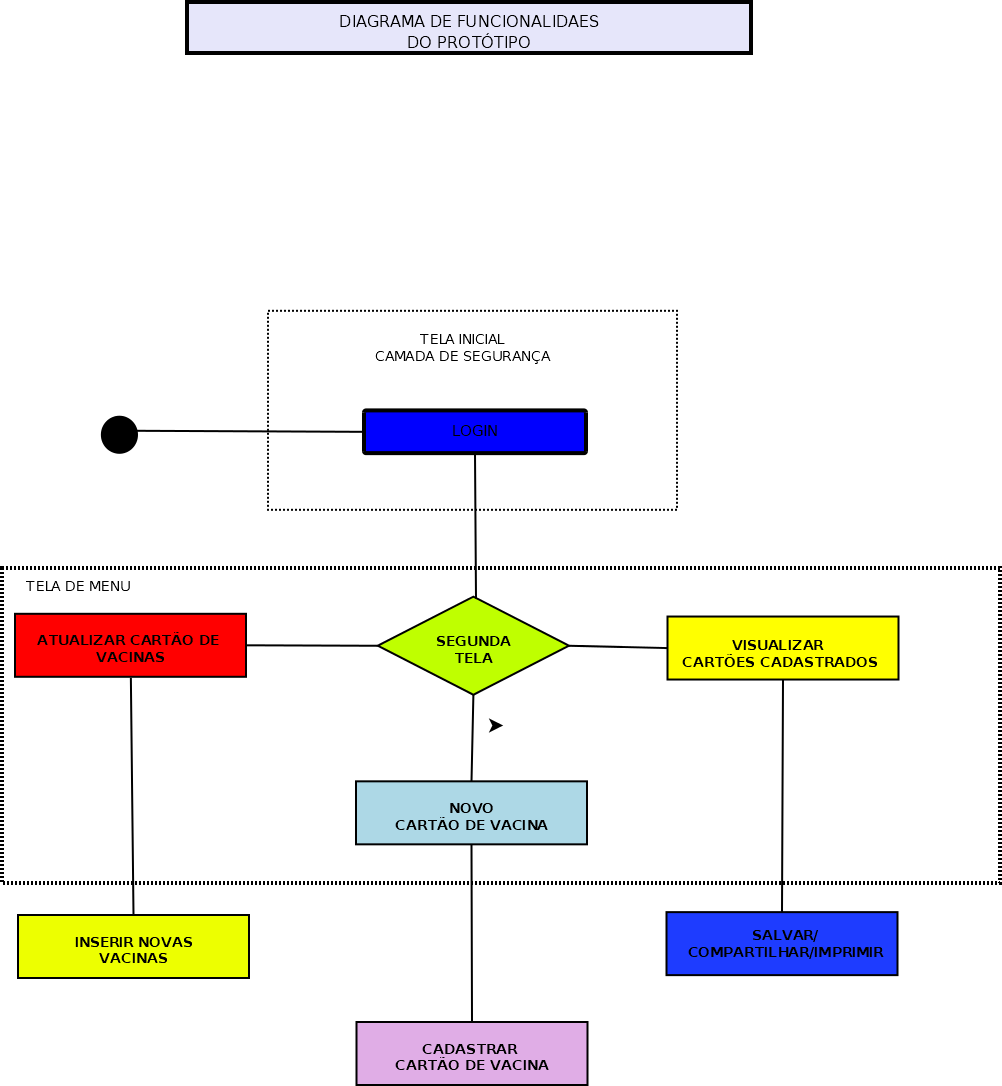 DIAGRAMA DE FUNCIONALIDAES
DO PROTÓTIPO
TELA INICIAL
CAMADA DE SEGURANÇA
LOGIN
TELA DE MENU
ATUALIZAR CARTÃO DE
VACINAS
SEGUNDA
TELA
VISUALIZAR
CARTÕES CADASTRADOS
NOVO
CARTÃO DE VACINA
INSERIR NOVAS
VACINAS
SALVAR/
COMPARTILHAR/IMPRIMIR
CADASTRAR
CARTÃO DE VACINA